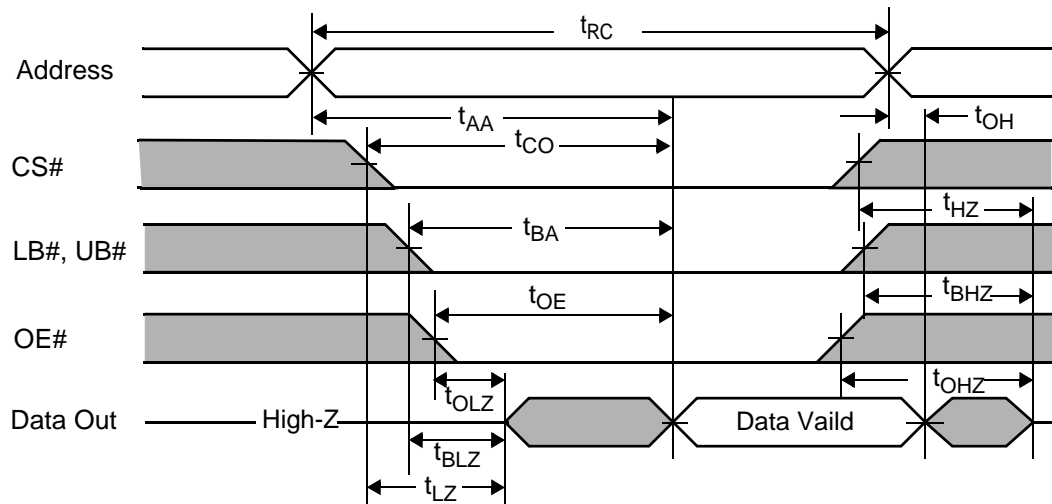 tRC
Address
tAA
tOH
tCO
CS#
tHZ
tBA
LB#, UB#
tBHZ
tOE
OE#
tOHZ
tOLZ
Data Out
High-Z
Data Vaild
tBLZ
tLZ